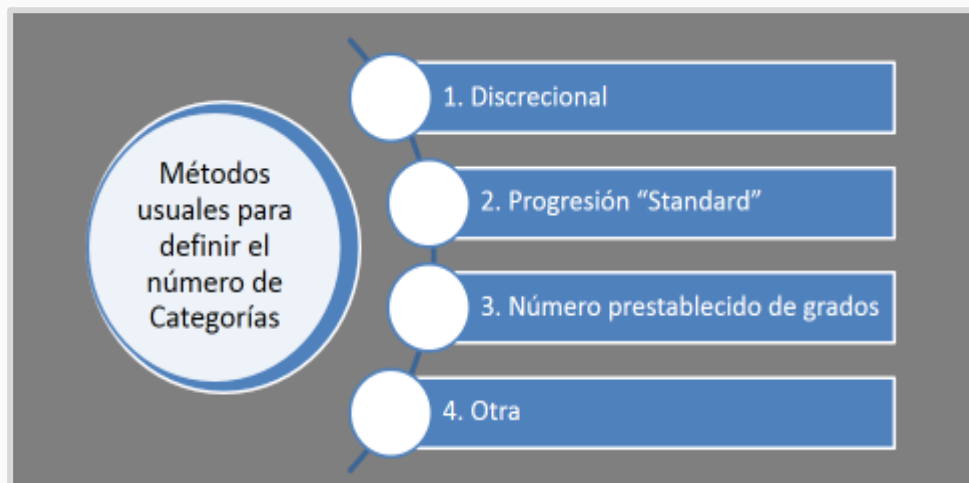 Métodos
usuales para
definir el
número de
Categorías
1. Discrecional
2. Progresión “Standard”
3. Número prestablecido de grados
4. Otra